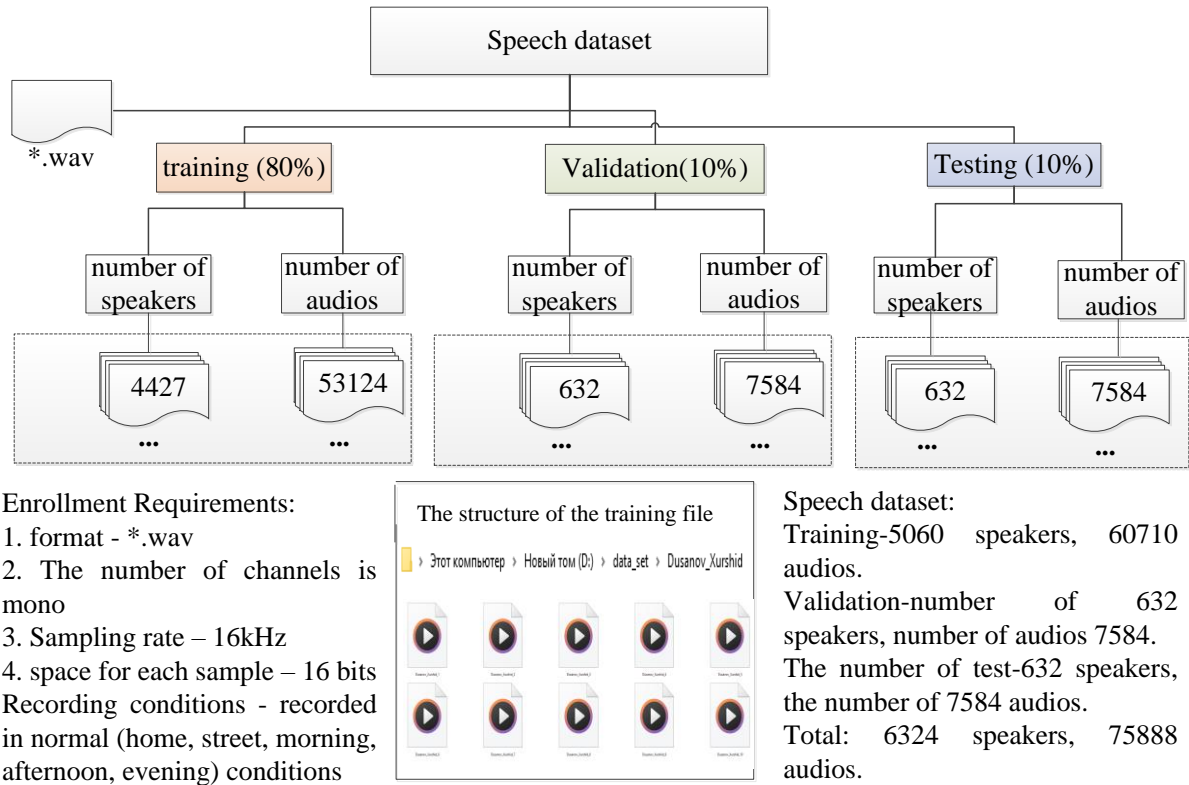 Speech dataset
*.wav
training (80%)
Validation(10%)
Testing (10%)
number of
speakers
number of
audios
number of
speakers
number of
audios
number of
speakers
number of
audios
4427
53124
632
7584
632
7584
...
...
...
...
...
...
Enrollment Requirements:
1. format - *.wav
2. The number of channels is
mono
3. Sampling rate – 16kHz
4. space for each sample – 16 bits
Recording conditions - recorded
in normal (home, street, morning,
afternoon, evening) conditions
The structure of the training file
› Этот компьютер › Новый том (D:) › data_set › Dusanov_Xurshid
Speech dataset:
Training-5060 speakers, 60710
audios.
Validation-number of 632
speakers, number of audios 7584.
The number of test-632 speakers,
the number of 7584 audios.
Total: 6324 speakers, 75888
audios.